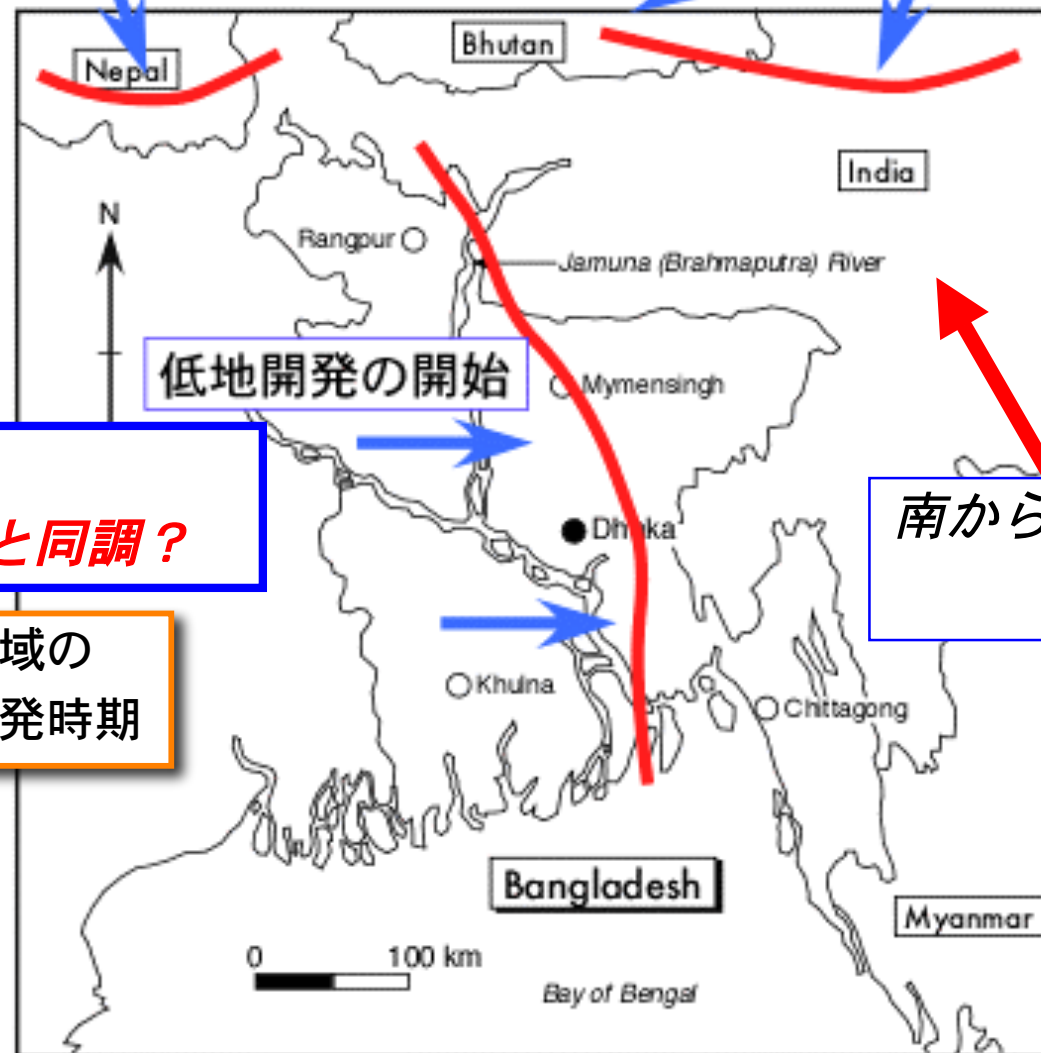 Nepal
Bhutan
India
N
Rangpur
Jamuna (Brahmaputra) River
低地開発の開始
Mymensingh
と同調？
南から
Dhaka
域の
発時期
Khulna
Chittagong
Bangladesh
Myanmar
0 100 km
Bay of Bengal